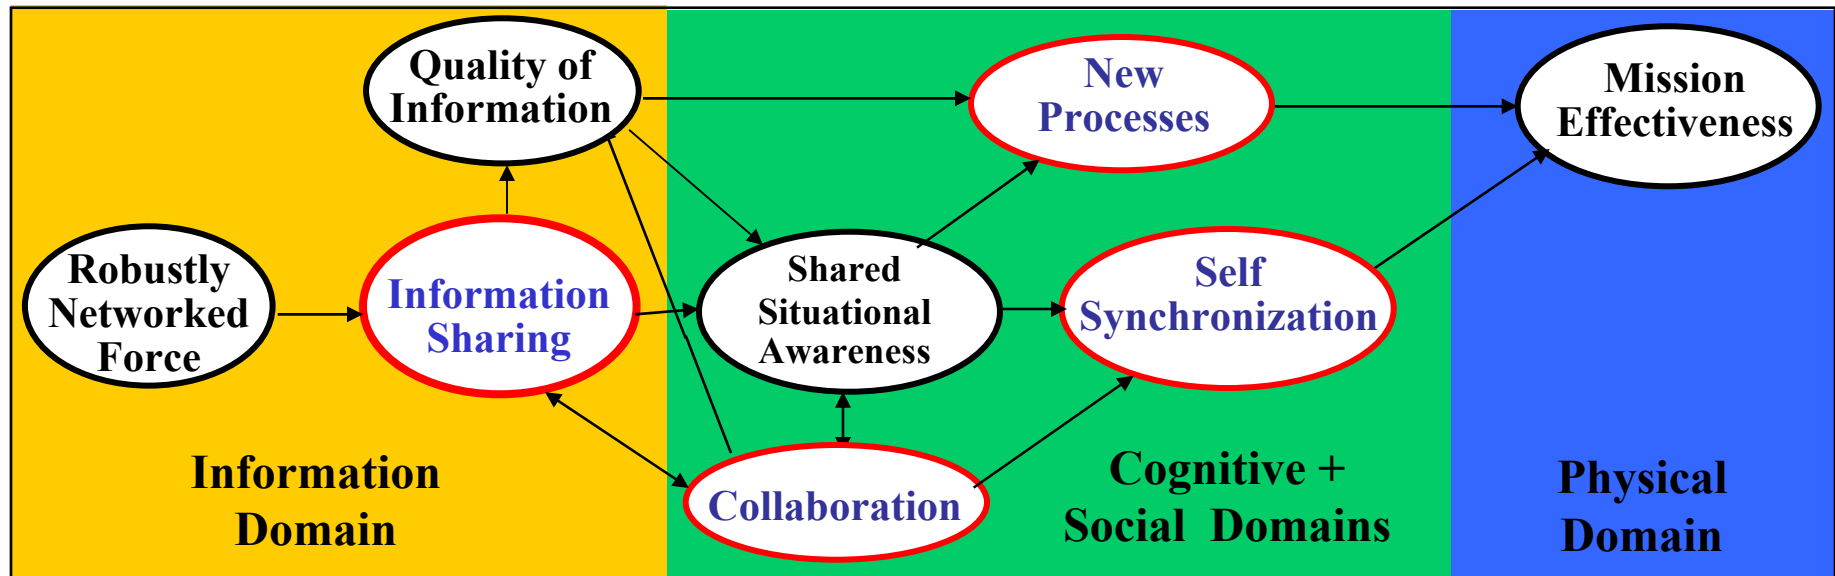 Quality of
Information
New
Processes
Mission
Effectiveness
Robustly
Networked
Force
Information
Sharing
Shared
Situational
Awareness
Self
Synchronization
Collaboration
Information
Domain
Cognitive +
Social Domains
Physical
Domain